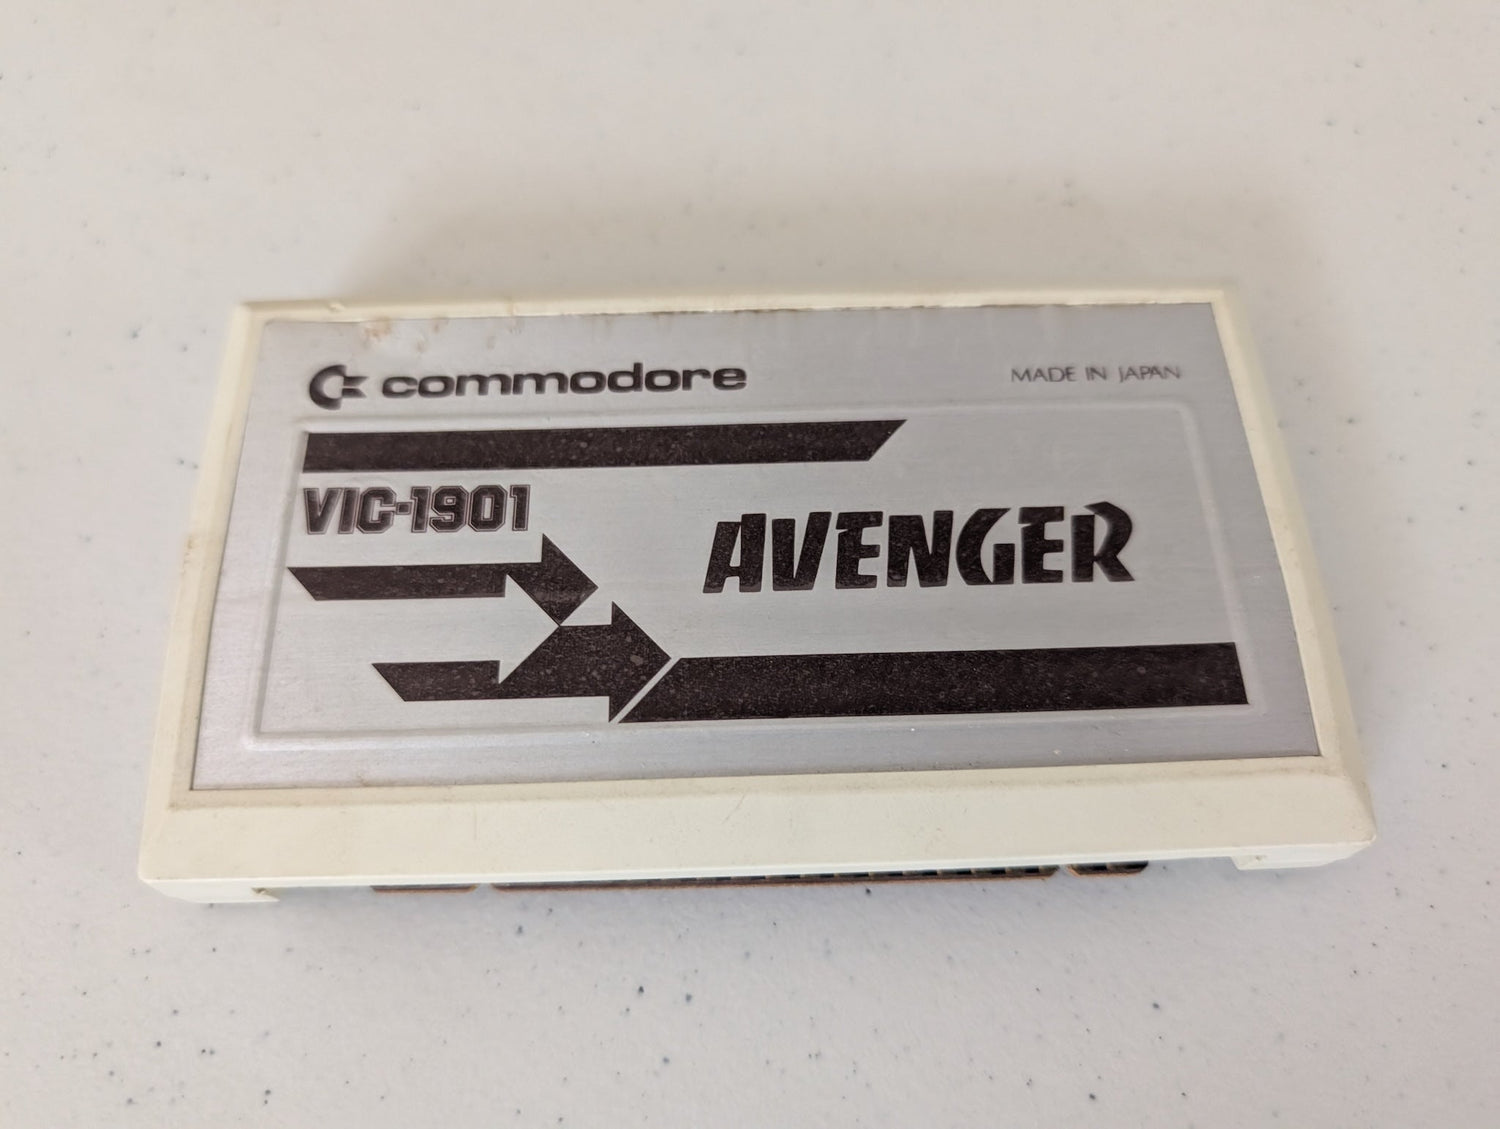 commodore
MADE IN JAPAN
VIC-1901
AVENGER